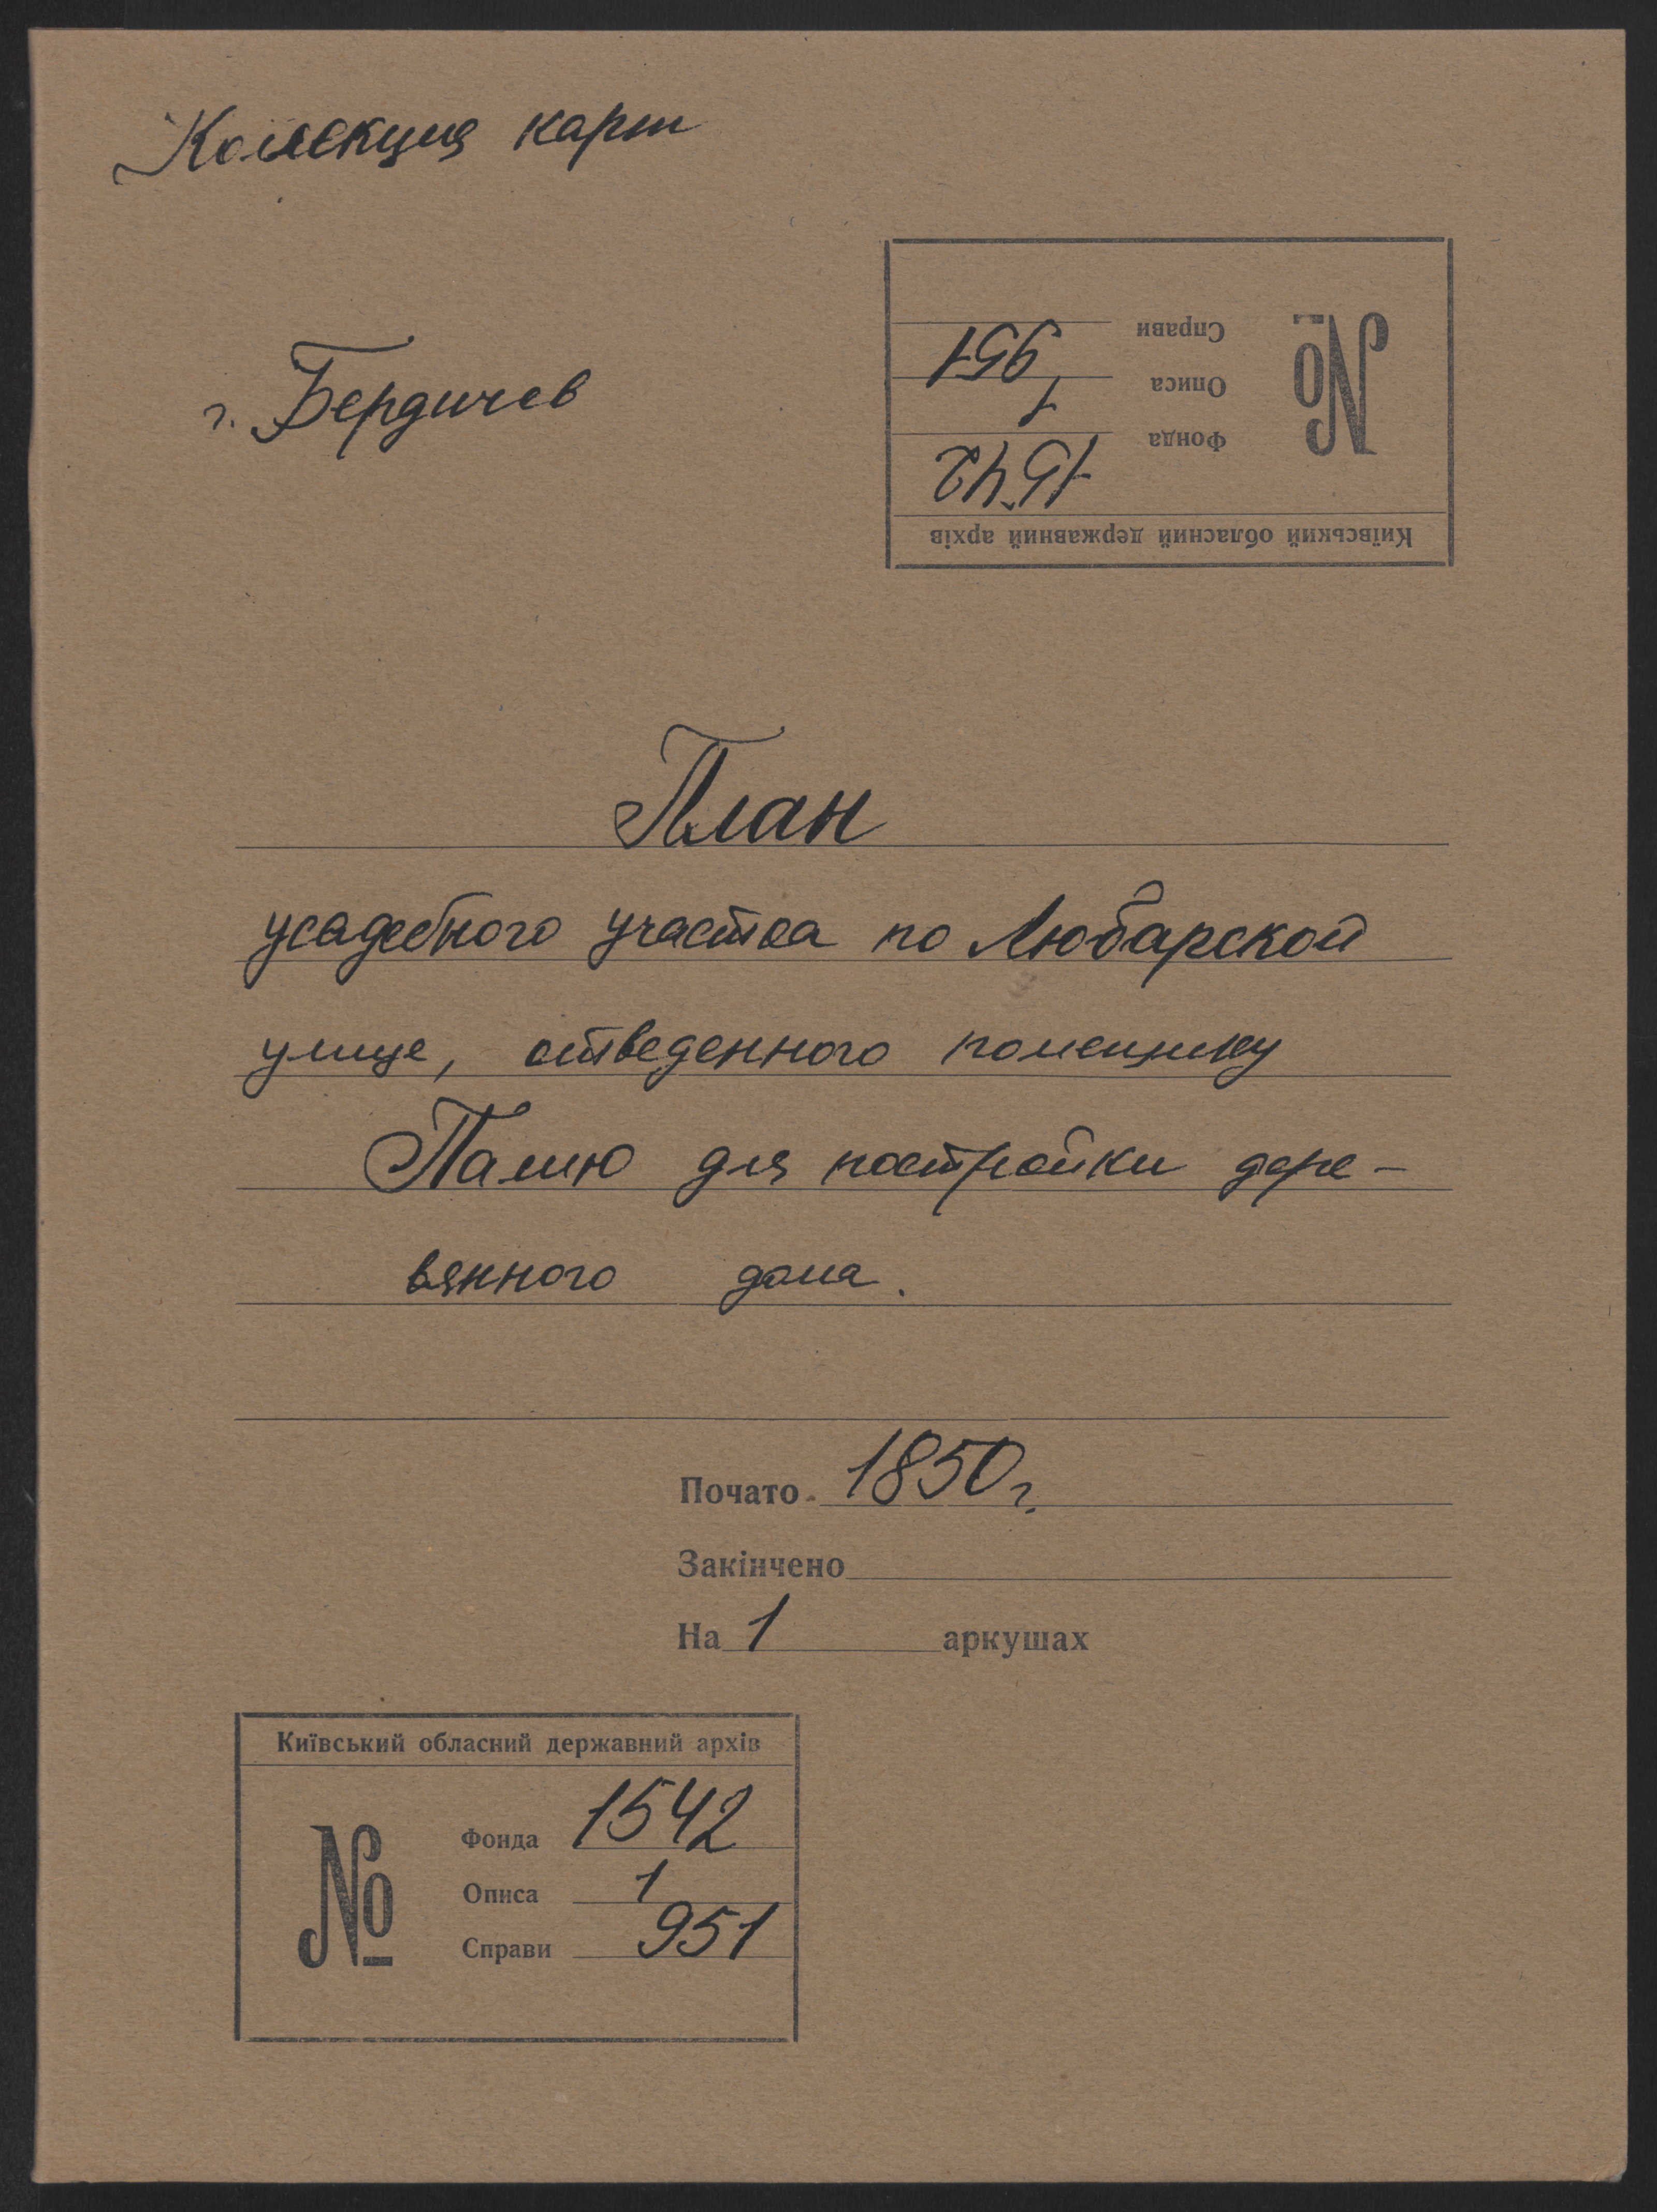 Коллекция карт
г. Бердичев
Київський обласний державний архів
№
Фонда 1542
Описа 1
Справи 951
План
усадебного участка по Любарской
улице, отведенного помещику
для постройки дере-
вянного дома.
Почато 1850 г.
Закінчено
На 1 аркушах
Київський обласний державний архів
№
Фонда 1542
Описа 1
Справи 951